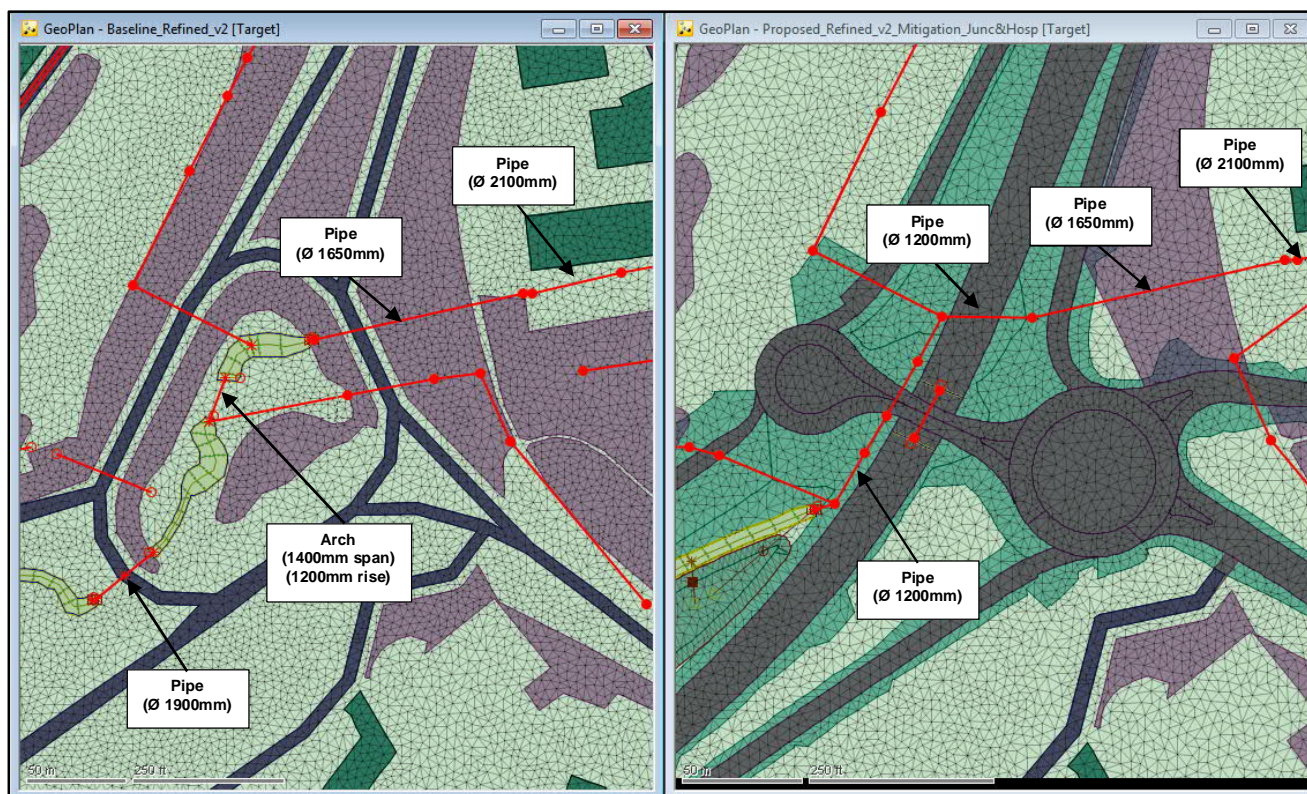 GeoPlan - Baseline_Refined_v2 [Target]
Pipe
(Ø 2100mm)
Pipe
(Ø 1650mm)
Arch
(1400mm span)
(1200mm rise)
Pipe
(Ø 1900mm)
50 m
250 ft
GeoPlan - Proposed_Refined_v2_Mitigation_Junc&Hosp [Target]
Pipe
(Ø 2100mm)
Pipe
(Ø 1650mm)
Pipe
(Ø 1200mm)
Pipe
(Ø 1200mm)
50 m
250 ft